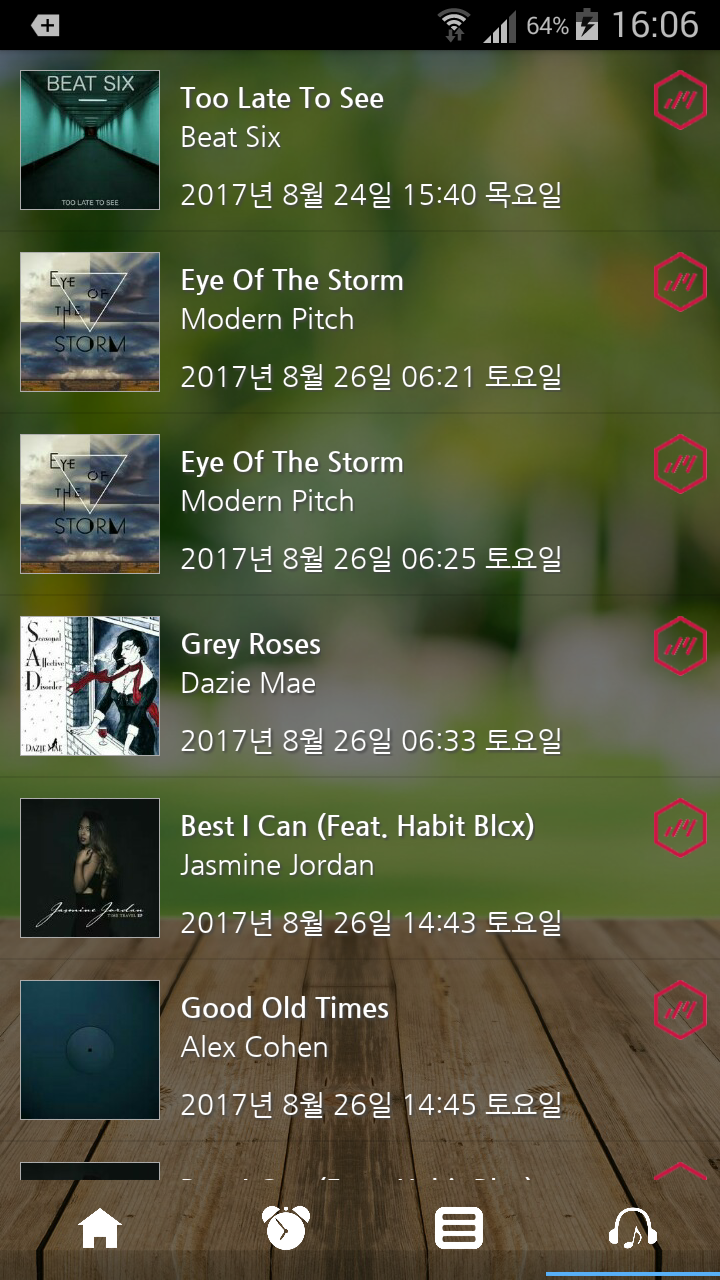 64% 16:06
BEAT SIX
TOO LATE TO SEE
Too Late To See
Beat Six
2017년 8월 24일 15:40 목요일
EYE
OF
THE
STORM
Eye Of The Storm
Modern Pitch
2017년 8월 26일 06:21 토요일
EYE
OF
THE
STORM
Eye Of The Storm
Modern Pitch
2017년 8월 26일 06:25 토요일
Seasonal
Affective
Disorder
DAZIE MAE
Grey Roses
Dazie Mae
2017년 8월 26일 06:33 토요일
Jasmine Jordan
TIME TRAVEL EP
Best I Can (Feat. Habit Blcx)
Jasmine Jordan
2017년 8월 26일 14:43 토요일
Good Old Times
Alex Cohen
2017년 8월 26일 14:45 토요일